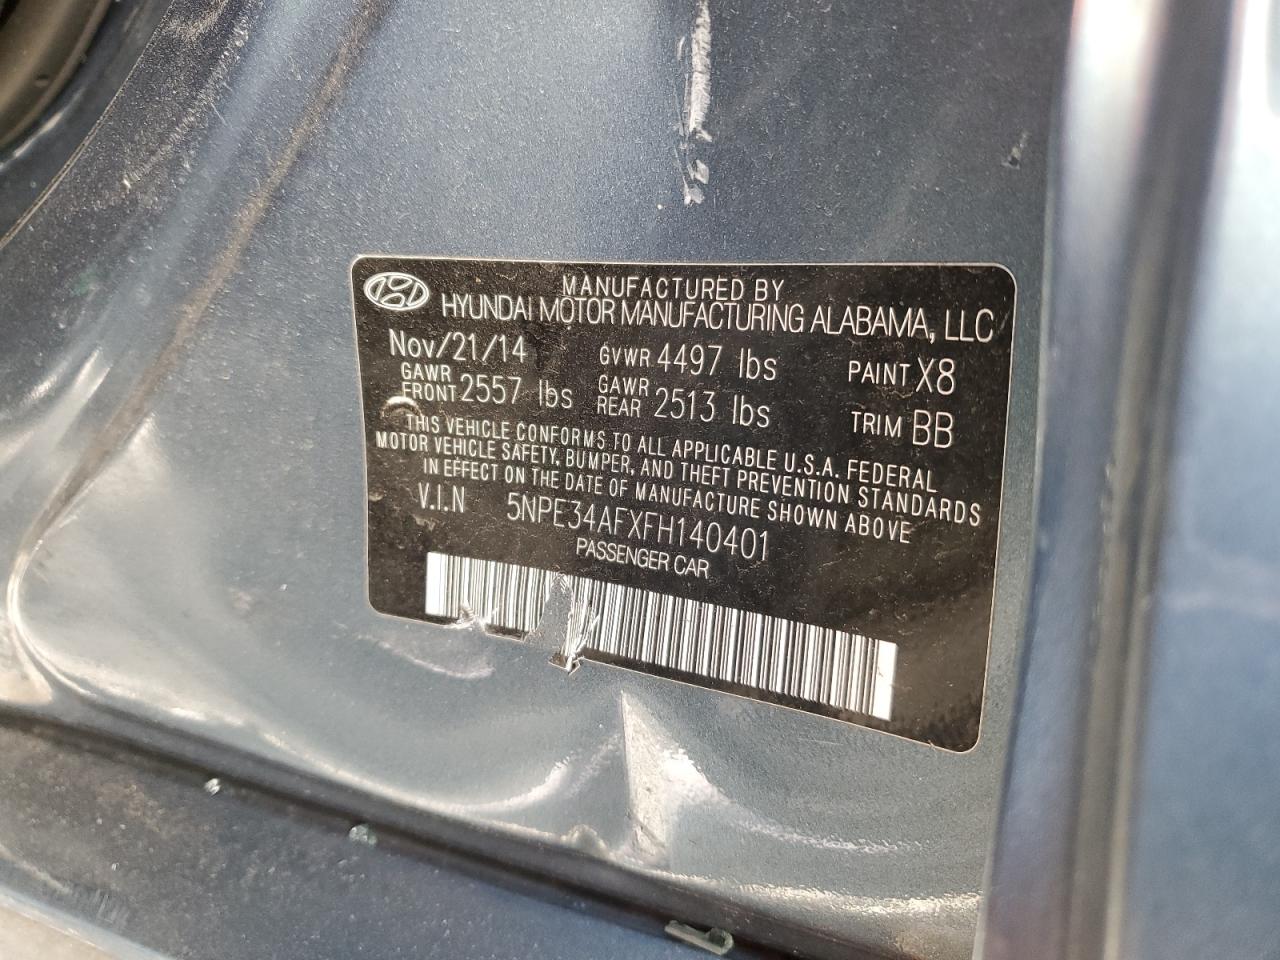 MANUFACTURED BY
HYUNDAI MOTOR MANUFACTURING ALABAMA, LLC
Nov/21/14 GVWR 4497 lbs PAINT X8
GAWR FRONT 2557 lbs GAWR REAR 2513 lbs TRIM BB
THIS VEHICLE CONFORMS TO ALL APPLICABLE U.S.A. FEDERAL
MOTOR VEHICLE SAFETY, BUMPER, AND THEFT PREVENTION STANDARDS
IN EFFECT ON THE DATE OF MANUFACTURE SHOWN ABOVE
V.I.N 5NPE34AFXFH140401
PASSENGER CAR